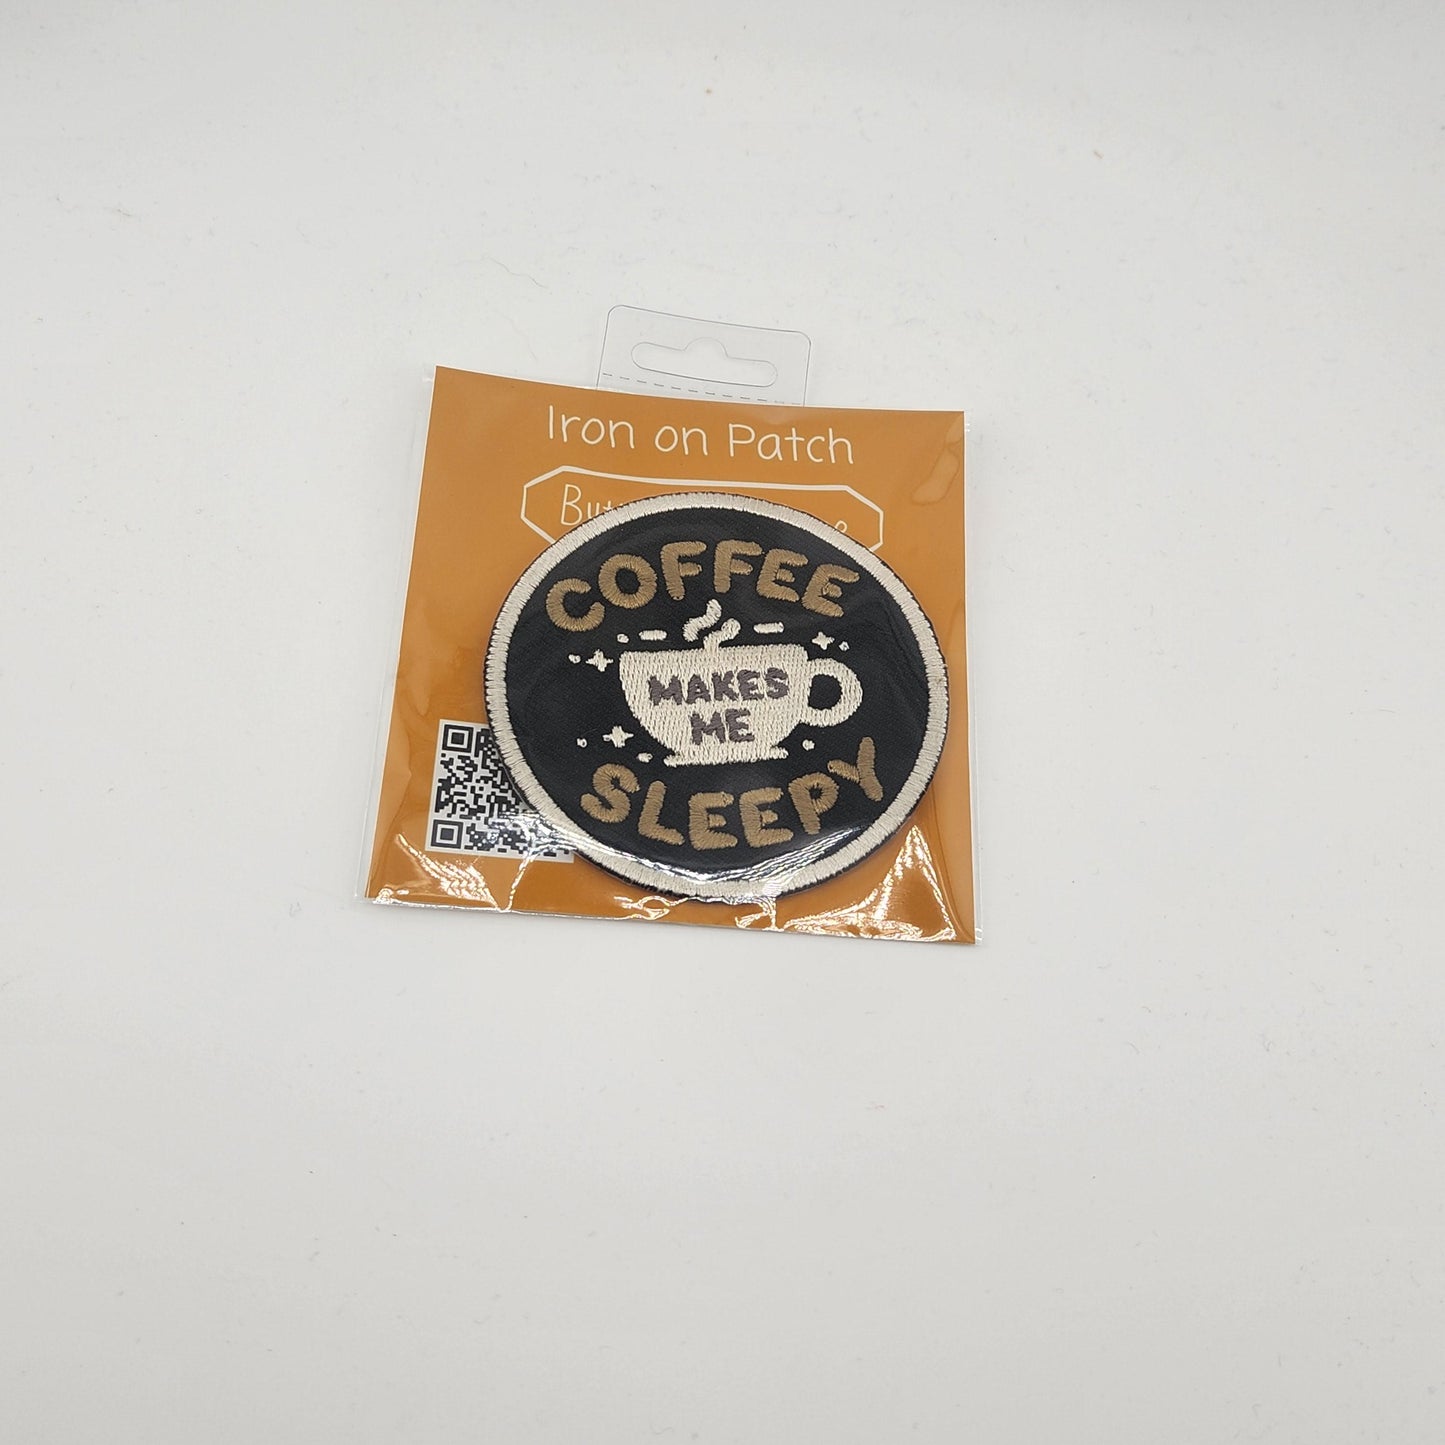 Iron on Patch
COFFEE
MAKES
ME
SLEEPY